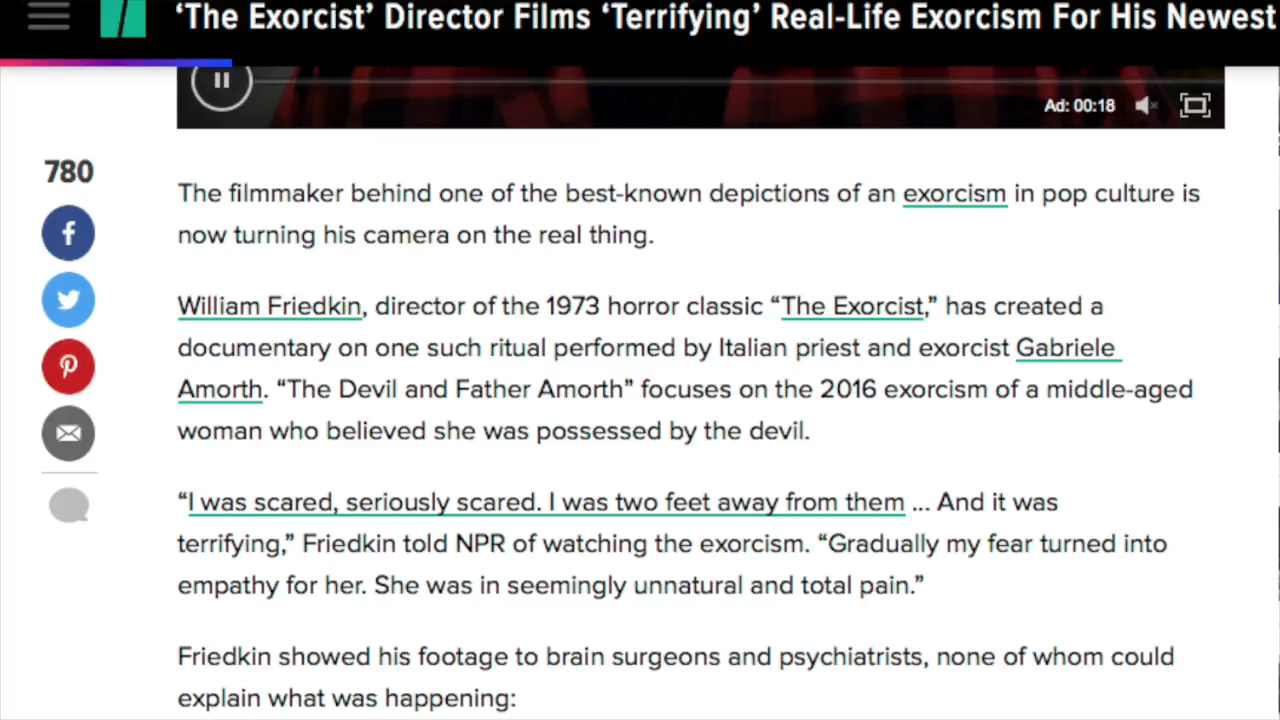 ‘The Exorcist’ Director Films ‘Terrifying’ Real-Life Exorcism For His Newest
Ad: 00:18
780
The filmmaker behind one of the best-known depictions of an exorcism in pop culture is
now turning his camera on the real thing.
William Friedkin, director of the 1973 horror classic “The Exorcist,” has created a
documentary on one such ritual performed by Italian priest and exorcist Gabriele
Amorth. “The Devil and Father Amorth” focuses on the 2016 exorcism of a middle-aged
woman who believed she was possessed by the devil.
“I was scared, seriously scared. I was two feet away from them ... And it was
terrifying,” Friedkin told NPR of watching the exorcism. “Gradually my fear turned into
empathy for her. She was in seemingly unnatural and total pain.”
Friedkin showed his footage to brain surgeons and psychiatrists, none of whom could
explain what was happening: